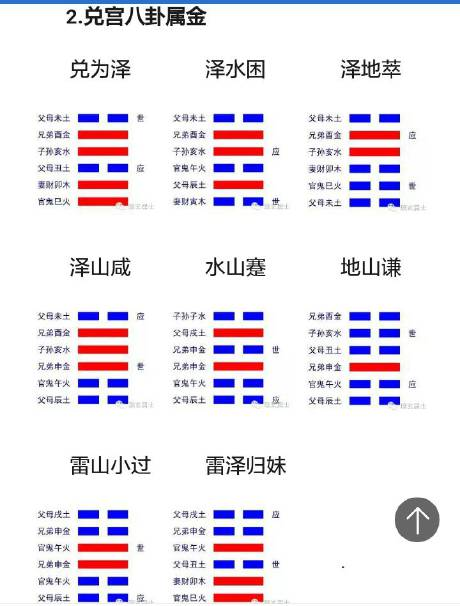 2.兑宫八卦属金
兑为泽
父母未土 世
兄弟酉金
子孙亥水
父母丑土 应
妻财卯木
官鬼巳火
泽水困
父母未土
兄弟酉金
子孙亥水 应
官鬼午火
父母辰土
妻财寅木 世
泽地萃
父母未土
兄弟酉金 应
子孙亥水
妻财卯木
官鬼巳火 世
父母未土
泽山咸
父母未土 应
兄弟酉金
子孙亥水
兄弟申金 世
官鬼午火
父母辰土
水山蹇
子孙子水
父母戌土
兄弟申金 世
兄弟申金
官鬼午火
父母辰土 应
地山谦
兄弟酉金
子孙亥水 世
父母丑土
兄弟申金
官鬼午火 应
父母辰土
雷山小过
父母戌土
兄弟申金
官鬼午火 世
兄弟申金
官鬼午火
父母辰土 应
雷泽归妹
父母戌土 应
兄弟申金
官鬼午火
父母丑土 世
妻财卯木
官鬼巳火